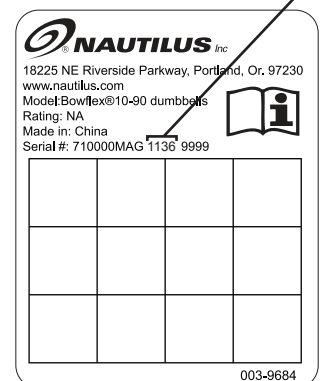 NAUTILUS Inc
18225 NE Riverside Parkway, Portland, Or. 97230
www.nautilus.com
Model:Bowflex®10-90 dumbbells
Rating: NA
Made in: China
Serial #: 710000MAG 1136 9999
003-9684